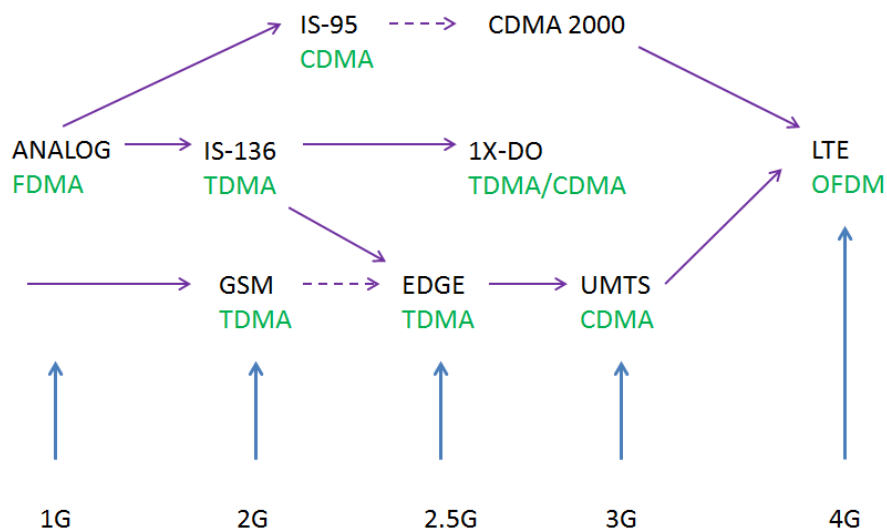 IS-95
CDMA 2000
CDMA
ANALOG
IS-136
1X-DO
LTE
FDMA
TDMA
TDMA/CDMA
OFDM
GSM
EDGE
UMTS
TDMA
TDMA
CDMA
1G
2G
2.5G
3G
4G